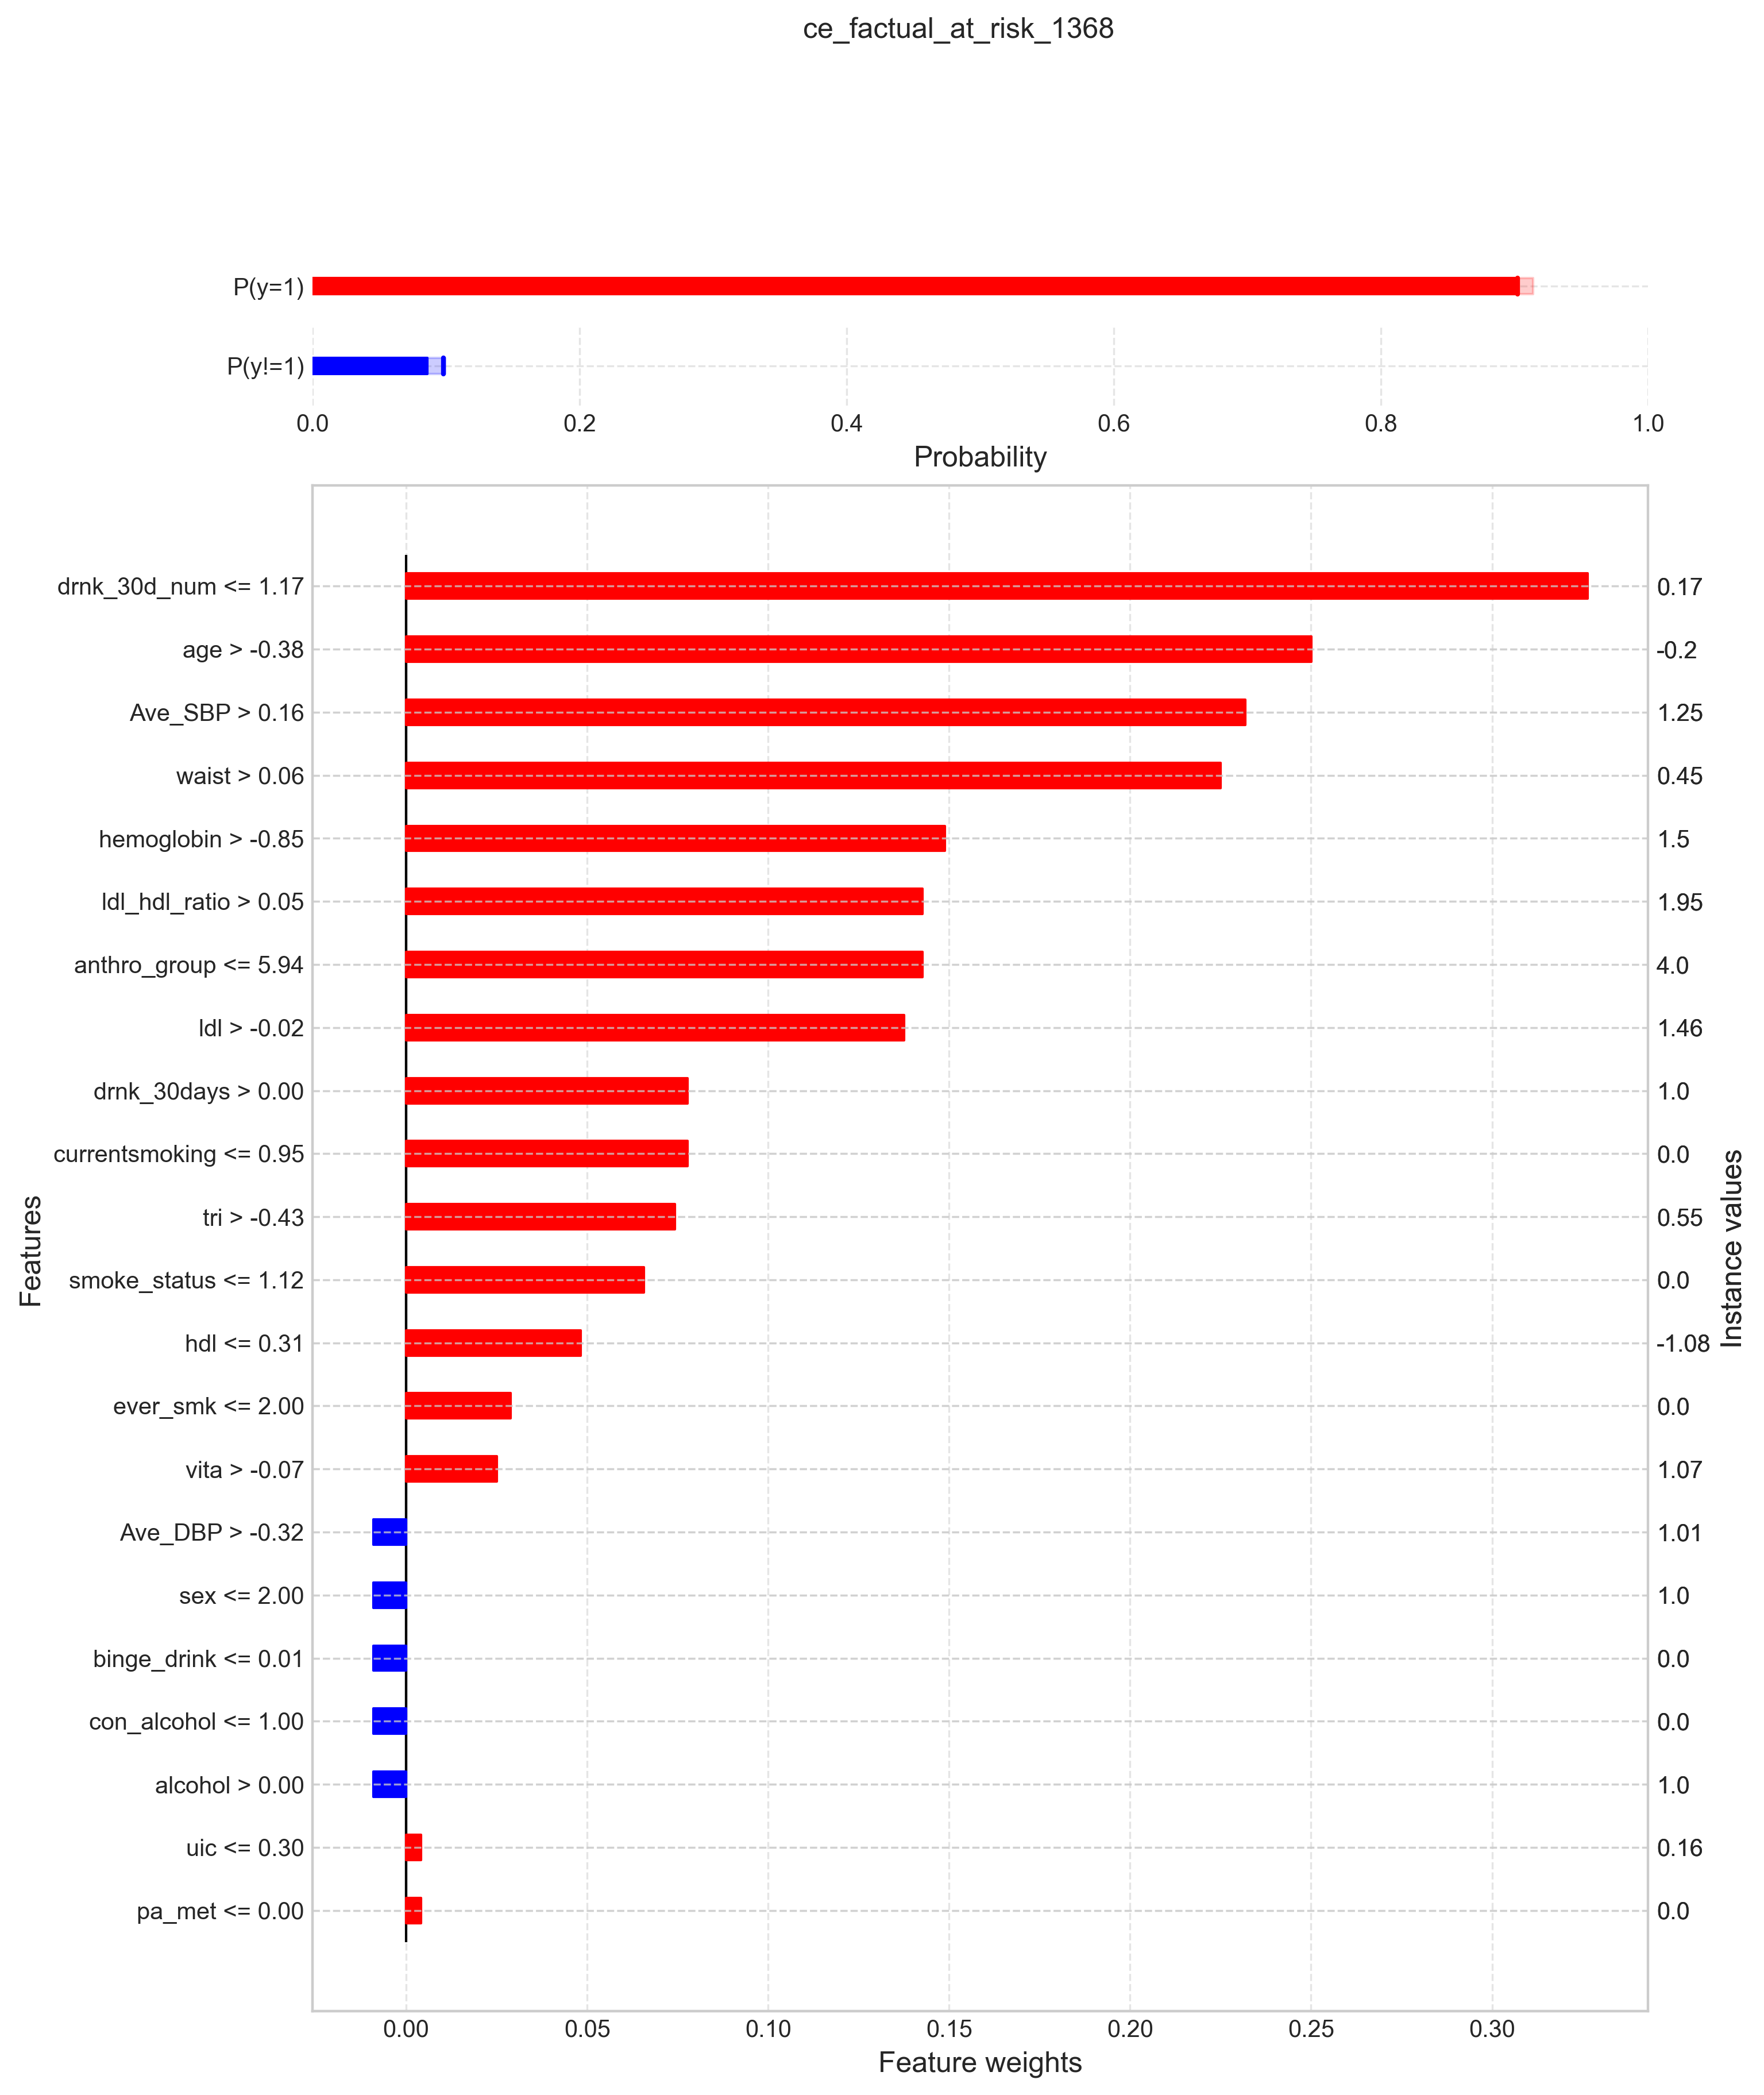 ce_factual_at_risk_1368
P(y=1)
P(y!=1)
0.0 0.2 0.4 0.6 0.8 1.0
Probability
drnk_30d_num <= 1.17 0.17
age > -0.38 -0.2
Ave_SBP > 0.16 1.25
waist > 0.06 0.45
hemoglobin > -0.85 1.5
ldl_hdl_ratio > 0.05 1.95
anthro_group <= 5.94 4.0
ldl > -0.02 1.46
drnk_30days > 0.00 1.0
currentsmoking <= 0.95 0.0
tri > -0.43 0.55
smoke_status <= 1.12 0.0
hdl <= 0.31 -1.08
ever_smk <= 2.00 0.0
vita > -0.07 1.07
Ave_DBP > -0.32 1.01
sex <= 2.00 1.0
binge_drink <= 0.01 0.0
con_alcohol <= 1.00 0.0
alcohol > 0.00 1.0
uic <= 0.30 0.16
pa_met <= 0.00 0.0
Features
Instance values
0.00 0.05 0.10 0.15 0.20 0.25 0.30
Feature weights